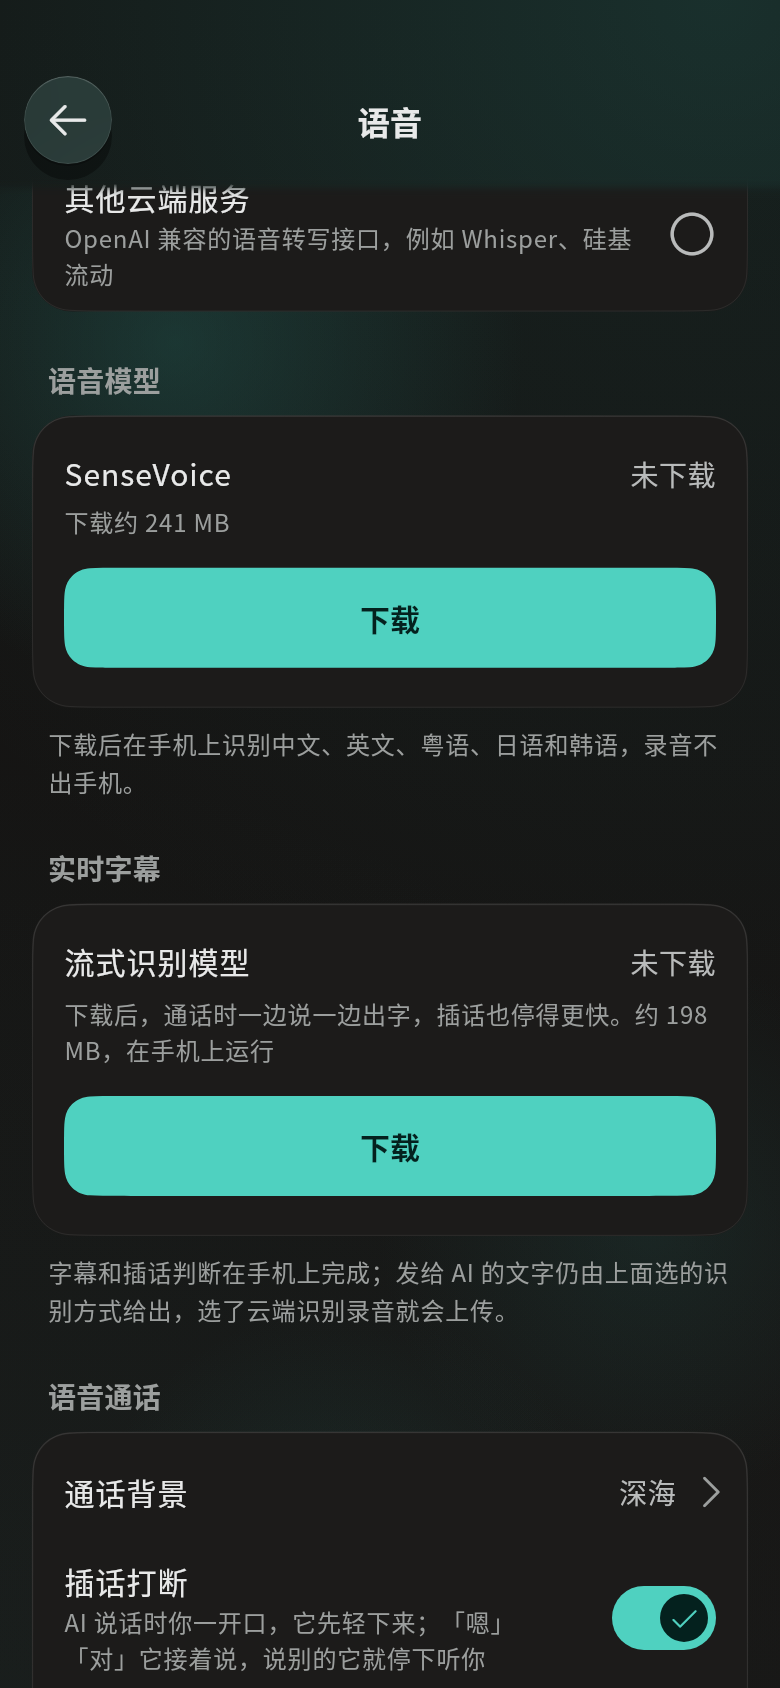 语音
其他云端服务
OpenAI 兼容的语音转写接口，例如 Whisper、硅基
流动
语音模型
SenseVoice
未下载
下载约 241 MB
下载
下载后在手机上识别中文、英文、粤语、日语和韩语，录音不
出手机。
实时字幕
流式识别模型
未下载
下载后，通话时一边说一边出字，插话也停得更快。约 198
MB，在手机上运行
下载
字幕和插话判断在手机上完成；发给 AI 的文字仍由上面选的识
别方式给出，选了云端识别录音就会上传。
语音通话
通话背景
深海
插话打断
AI 说话时你一开口，它先轻下来；「嗯」
「对」它接着说，说别的它就停下听你